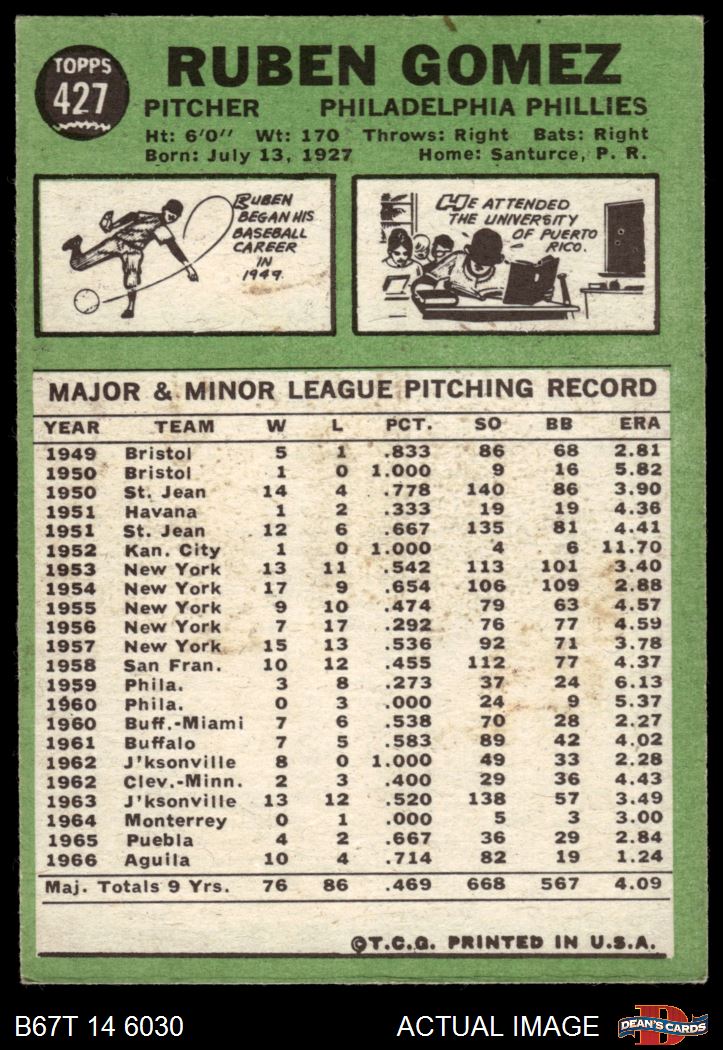 TOPPS
427
RUBEN GOMEZ
PITCHER PHILADELPHIA PHILLIES
Ht: 6'0" Wt: 170 Throws: Right Bats: Right
Born: July 13, 1927 Home: Santurce, P. R.
RUBEN
BEGAN HIS
BASEBALL
CAREER
IN
1949.
HE ATTENDED
THE UNIVERSITY
OF PUERTO
RICO.
MAJOR & MINOR LEAGUE PITCHING RECORD
YEAR TEAM W L PCT. SO BB ERA
1949 Bristol 5 1 .833 86 68 2.81
1950 Bristol 1 0 1.000 9 16 5.82
1950 St. Jean 14 4 .778 140 86 3.90
1951 Havana 1 2 .333 19 19 4.36
1951 St. Jean 12 6 .667 135 81 4.41
1952 Kan. City 1 0 1.000 4 6 11.70
1953 New York 13 11 .542 113 101 3.40
1954 New York 17 9 .654 106 109 2.88
1955 New York 9 10 .474 79 63 4.57
1956 New York 7 17 .292 76 77 4.59
1957 New York 15 13 .536 92 71 3.78
1958 San Fran. 10 12 .455 112 77 4.37
1959 Phila. 3 8 .273 37 24 6.13
1960 Phila. 0 3 .000 24 9 5.37
1960 Buff.-Miami 7 6 .538 70 28 2.27
1961 Buffalo 7 5 .583 89 42 4.02
1962 J'ksonville 8 0 1.000 49 33 2.28
1962 Clev.-Minn. 2 3 .400 29 36 4.43
1963 J'ksonville 13 12 .520 138 57 3.49
1964 Monterrey 0 1 .000 5 3 3.00
1965 Puebla 4 2 .667 36 29 2.84
1966 Aguila 10 4 .714 82 19 1.24
Maj. Totals 9 Yrs. 76 86 .469 668 567 4.09
©T.C.G. PRINTED IN U.S.A.
B67T 14 6030 ACTUAL IMAGE
D
DEAN'S CARDS